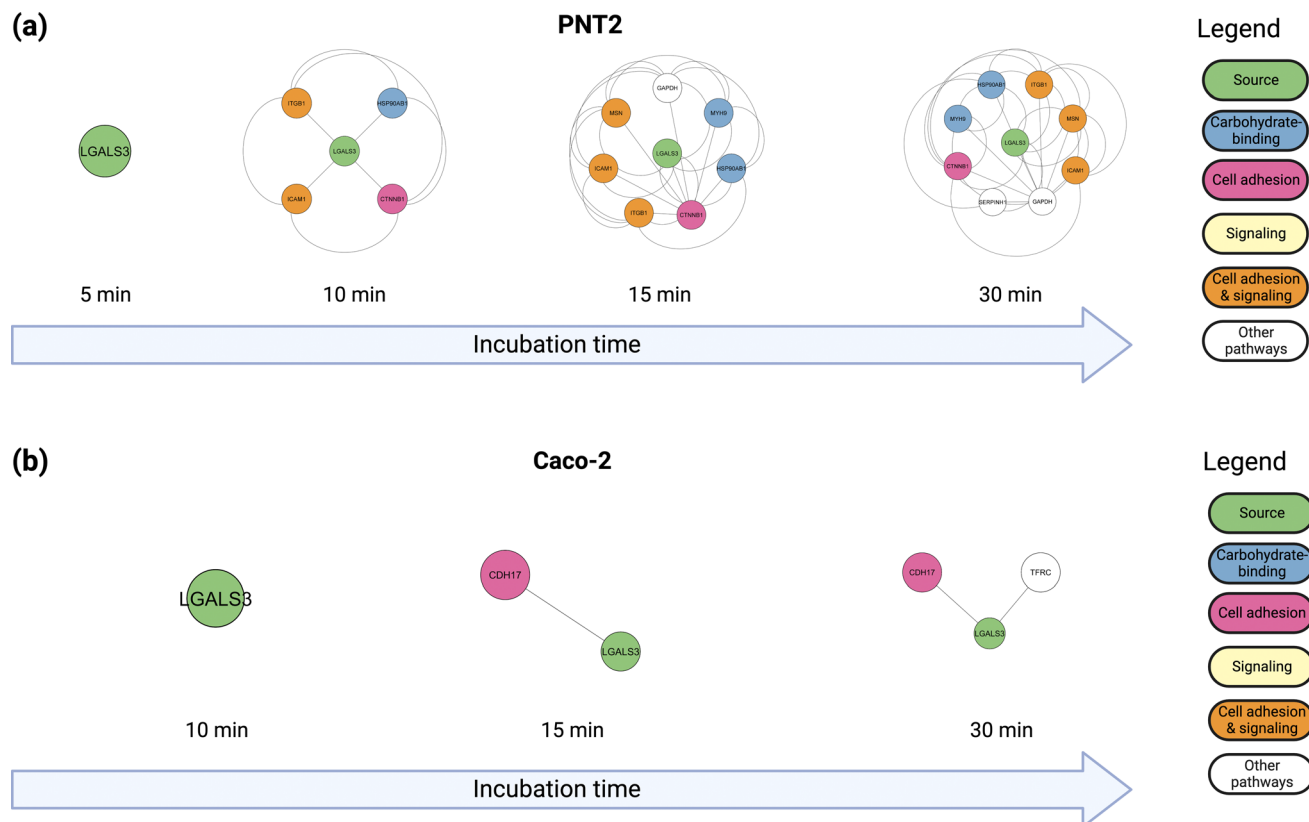 (a)
PNT2
LGALS3
5 min
ITGB1
HSP90AB1
LGALS3
ICAM1
CTNNB1
10 min
GAPDH
MSN
MYH9
LGALS3
ICAM1
HSP90AB1
ITGB1
CTNNB1
15 min
HSP90AB1
ITGB1
MYH9
MSN
LGALS3
CTNNB1
ICAM1
SERPINH1
GAPDH
30 min
Incubation time
Legend
Source
Carbohydrate-
binding
Cell adhesion
Signaling
Cell adhesion
& signaling
Other
pathways
(b)
Caco-2
LGALS3
10 min
CDH17
LGALS3
15 min
CDH17
TFRC
LGALS3
30 min
Incubation time
Legend
Source
Carbohydrate-
binding
Cell adhesion
Signaling
Cell adhesion
& signaling
Other
pathways